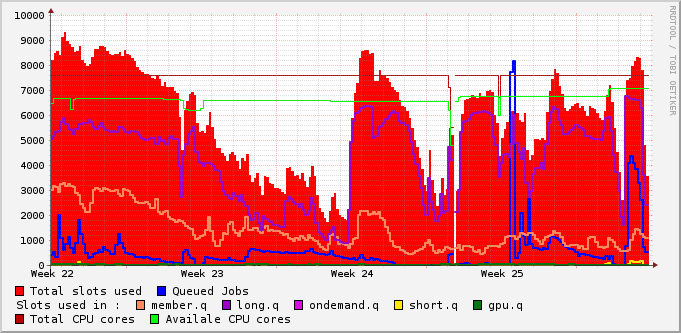 10000
9000
8000
7000
6000
5000
4000
3000
2000
1000
0
Week 22 Week 23 Week 24 Week 25
Total slots used Queued Jobs
Slots used in : member.q long.q ondemand.q short.q gpu.q
Total CPU cores Availale CPU cores
RRDTOOL / TOBI OETIKER